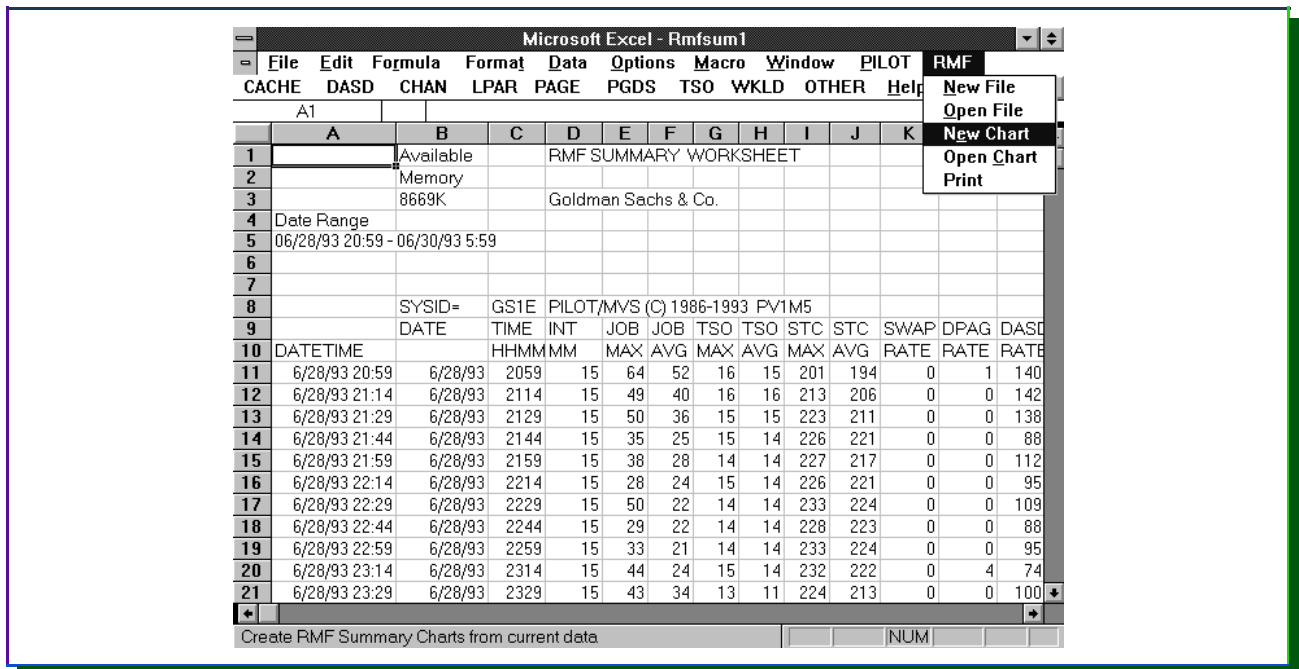 Microsoft Excel - Rmfsum1
File Edit Formula Format Data Options Macro Window PILOT RMF
CACHE DASD CHAN LPAR PAGE PGDS TSO WKLD OTHER Help
New File
Open File
New Chart
Open Chart
Print
A1
A B C D E F G H I J K
1 Available RMF SUMMARY WORKSHEET
2 Memory
3 8669K Goldman Sachs & Co.
4 Date Range
5 06/28/93 20:59 - 06/30/93 5:59
6
7
8 SYSID= GS1E PILOT/MVS (C) 1986-1993 PV1M5
9 DATE TIME INT JOB JOB TSO TSO STC STC SWAP DPAG DASD
10 DATETIME HHMM MM MAX AVG MAX AVG MAX AVG RATE RATE RATE
11 6/28/93 20:59 6/28/93 2059 15 64 52 16 15 201 194 0 1 140
12 6/28/93 21:14 6/28/93 2114 15 49 40 16 16 213 206 0 0 142
13 6/28/93 21:29 6/28/93 2129 15 50 36 15 15 223 211 0 0 138
14 6/28/93 21:44 6/28/93 2144 15 35 25 15 14 226 221 0 0 88
15 6/28/93 21:59 6/28/93 2159 15 38 28 14 14 227 217 0 0 112
16 6/28/93 22:14 6/28/93 2214 15 28 24 15 14 226 221 0 0 95
17 6/28/93 22:29 6/28/93 2229 15 50 22 14 14 233 224 0 0 109
18 6/28/93 22:44 6/28/93 2244 15 29 22 14 14 228 223 0 0 88
19 6/28/93 22:59 6/28/93 2259 15 33 21 14 14 233 224 0 0 95
20 6/28/93 23:14 6/28/93 2314 15 44 24 15 14 232 222 0 4 74
21 6/28/93 23:29 6/28/93 2329 15 43 34 13 11 224 213 0 0 100
Create RMF Summary Charts from current data NUM